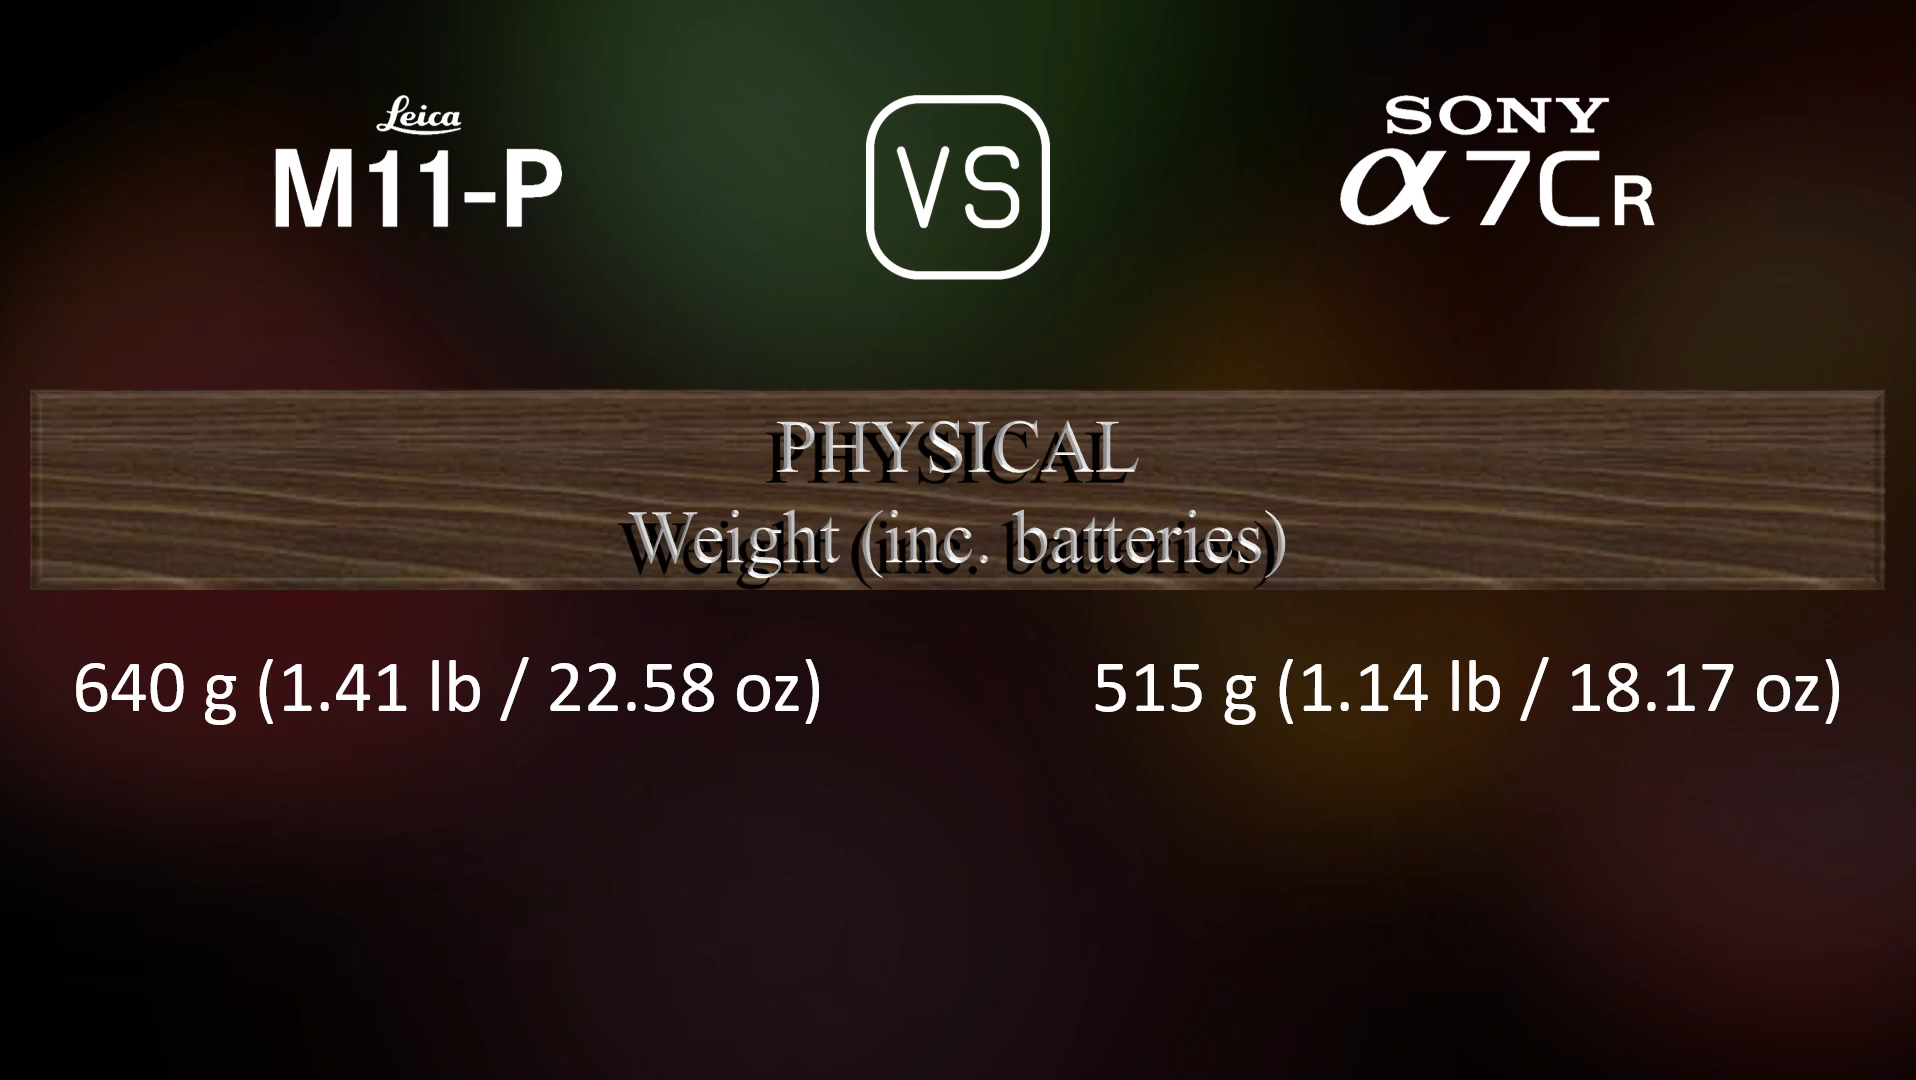 Leica
M11-P
VS
SONY
α7CR
PHYSICAL
Weight (inc. batteries)
640 g (1.41 lb / 22.58 oz)
515 g (1.14 lb / 18.17 oz)